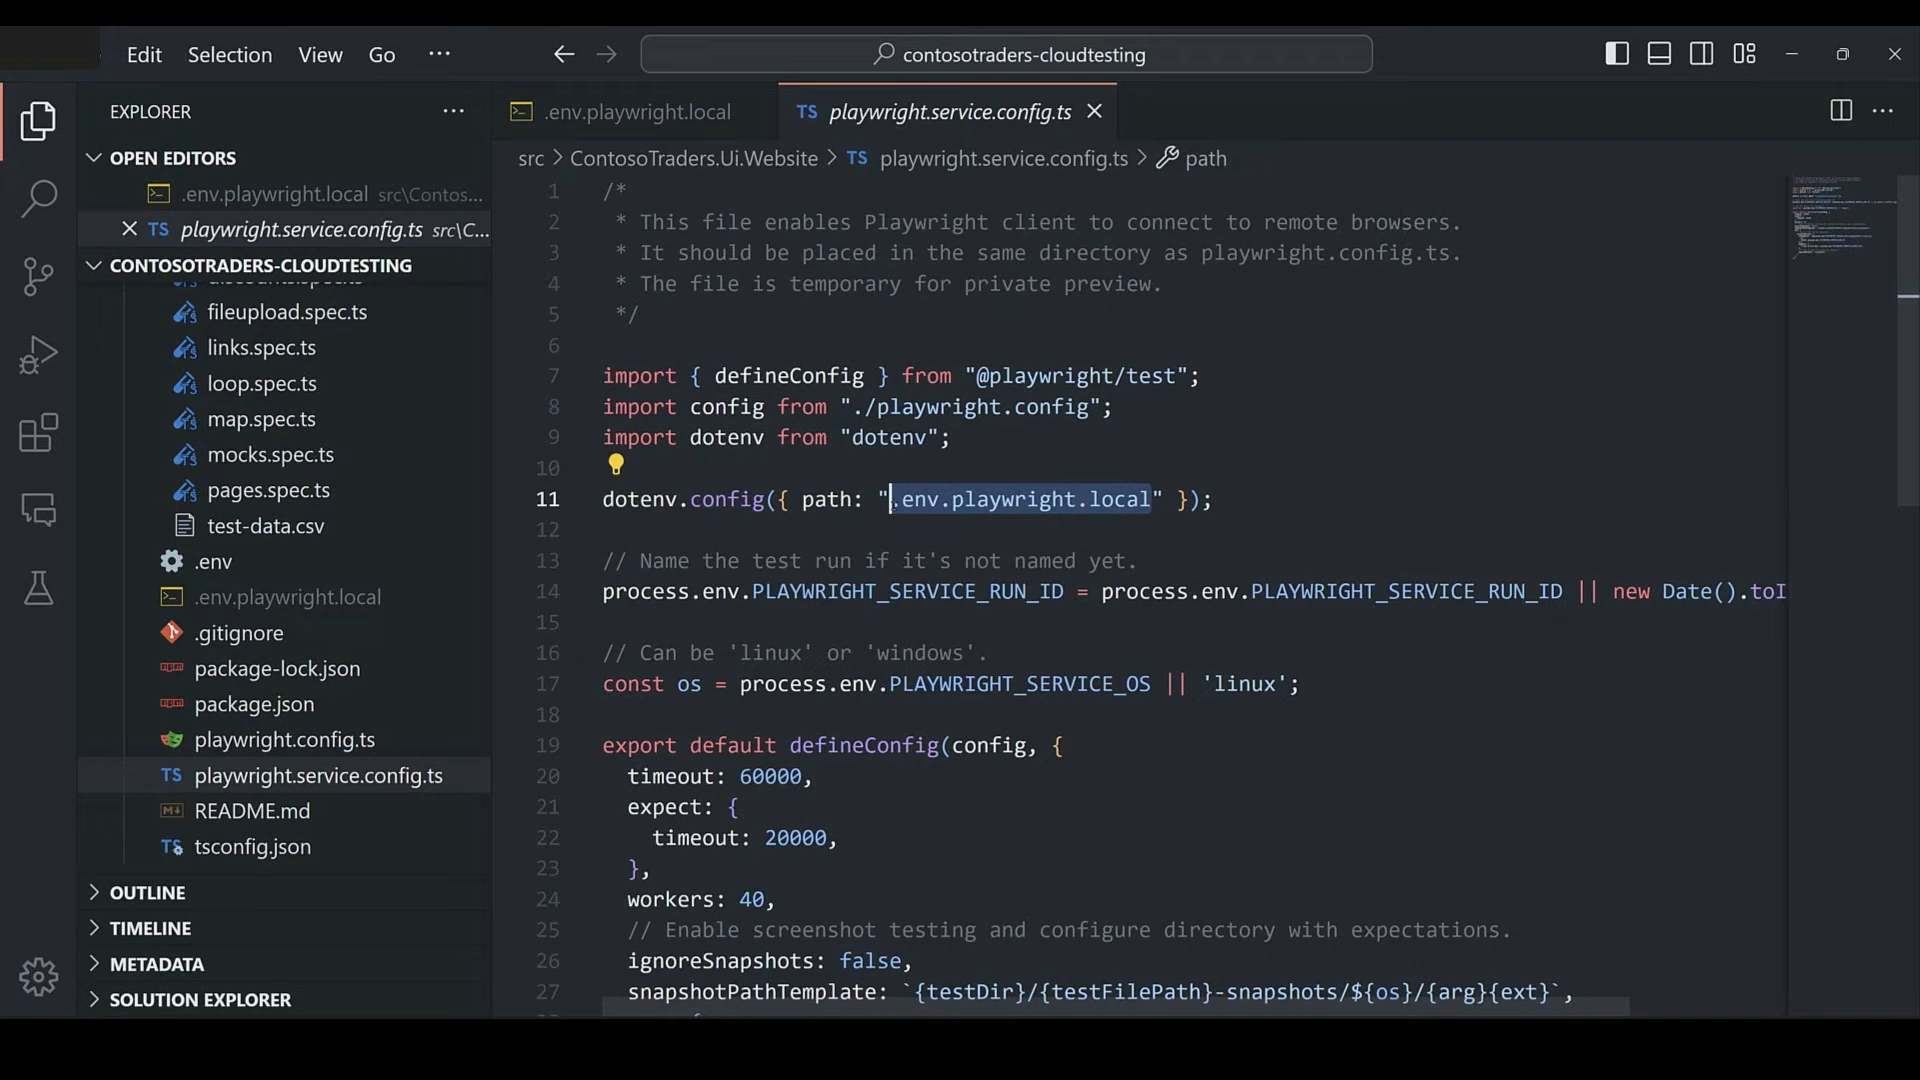 Edit Selection View Go ...
contosotraders-cloudtesting
EXPLORER
OPEN EDITORS
.env.playwright.local src\Contos...
TS playwright.service.config.ts src\C...
CONTOSOTRADERS-CLOUDTESTING
discounts.spec.ts
fileupload.spec.ts
links.spec.ts
loop.spec.ts
map.spec.ts
mocks.spec.ts
pages.spec.ts
test-data.csv
.env
.env.playwright.local
.gitignore
package-lock.json
package.json
playwright.config.ts
TS playwright.service.config.ts
README.md
TS tsconfig.json
OUTLINE
TIMELINE
METADATA
SOLUTION EXPLORER
.env.playwright.local
TS playwright.service.config.ts
src > ContosoTraders.Ui.Website > TS playwright.service.config.ts > path
1 /*
2 * This file enables Playwright client to connect to remote browsers.
3 * It should be placed in the same directory as playwright.config.ts.
4 * The file is temporary for private preview.
5 */
6
7 import { defineConfig } from "@playwright/test";
8 import config from "./playwright.config";
9 import dotenv from "dotenv";
10
11 dotenv.config({ path: ".env.playwright.local" });
12
13 // Name the test run if it's not named yet.
14 process.env.PLAYWRIGHT_SERVICE_RUN_ID = process.env.PLAYWRIGHT_SERVICE_RUN_ID || new Date().toI
15
16 // Can be 'linux' or 'windows'.
17 const os = process.env.PLAYWRIGHT_SERVICE_OS || 'linux';
18
19 export default defineConfig(config, {
20 timeout: 60000,
21 expect: {
22 timeout: 20000,
23 },
24 workers: 40,
25 // Enable screenshot testing and configure directory with expectations.
26 ignoreSnapshots: false,
27 snapshotPathTemplate: `{testDir}/{testFilePath}-snapshots/${os}/{arg}{ext}`,